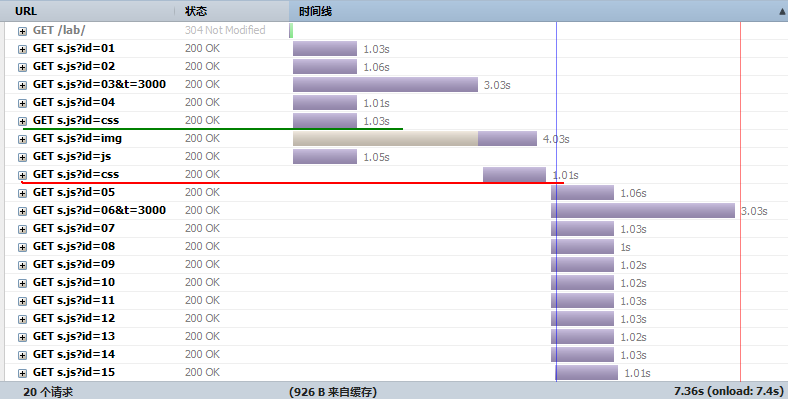 URL 状态 时间线
GET /lab/ 304 Not Modified
GET s.js?id=01 200 OK 1.03s
GET s.js?id=02 200 OK 1.06s
GET s.js?id=03&t=3000 200 OK 3.03s
GET s.js?id=04 200 OK 1.01s
GET s.js?id=css 200 OK 1.03s
GET s.js?id=img 200 OK 4.03s
GET s.js?id=js 200 OK 1.05s
GET s.js?id=css 200 OK 1.01s
GET s.js?id=05 200 OK 1.06s
GET s.js?id=06&t=3000 200 OK 3.03s
GET s.js?id=07 200 OK 1.03s
GET s.js?id=08 200 OK 1s
GET s.js?id=09 200 OK 1.02s
GET s.js?id=10 200 OK 1.02s
GET s.js?id=11 200 OK 1.03s
GET s.js?id=12 200 OK 1.03s
GET s.js?id=13 200 OK 1.02s
GET s.js?id=14 200 OK 1.03s
GET s.js?id=15 200 OK 1.01s
20 个请求 (926 B 来自缓存) 7.36s (onload: 7.4s)